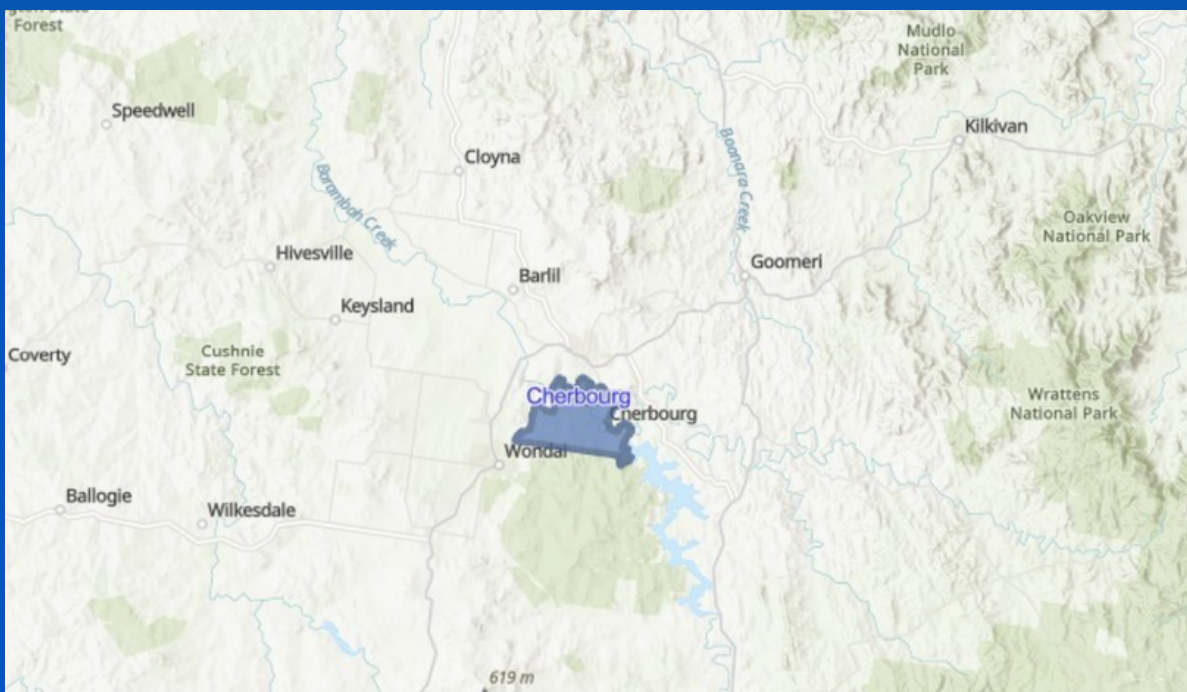 Forest
Mudlo
National
Park
Speedwell
Kilkivan
Cloyna
Boonara Creek
Barambah Creek
Oakview
National Park
Hivesville
Goomeri
Barlil
Keysland
Coverty
Cushnie
State Forest
Cherbourg
Wrattens
National Park
Cherbourg
Wondai
Ballogie
Wilkesdale
619 m